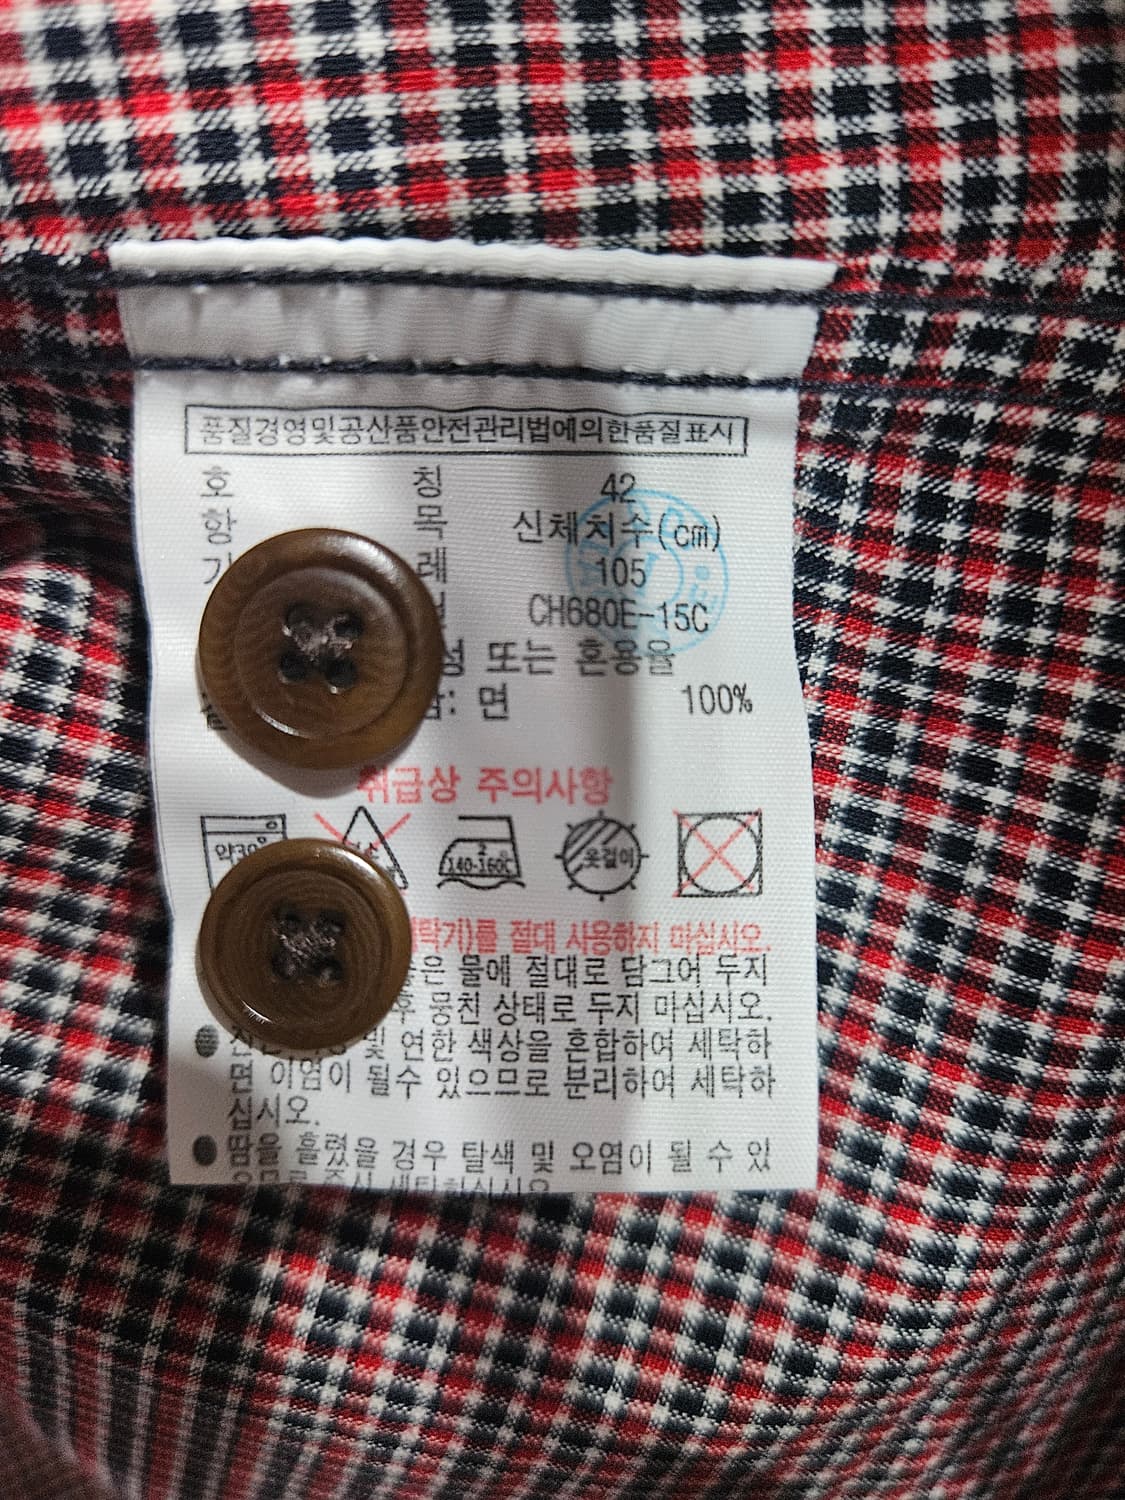 품질경영및공산품안전관리법에의한품질표시
호 칭 42
항 목 신체치수(cm)
레 105
CH680E-15C
성 또는 혼용율
면 100%
취급상 주의사항
약30°
2
140-160℃
옷걸이
탁기)를 절대 사용하지 마십시오.
은 물에 절대로 담그어 두지
후 뭉친 상태로 두지 마십시오.
● 및 연한 색상을 혼합하여 세탁하
면 이염이 될수 있으므로 분리하여 세탁하
십시오.
● 땀을 흘렸을 경우 탈색 및 오염이 될 수 있